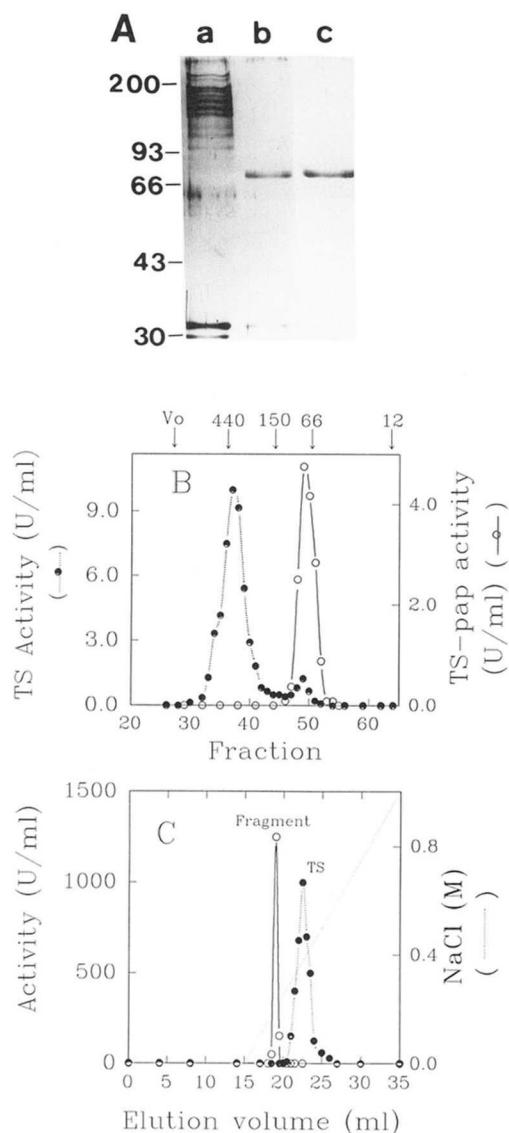 A a b c
200
93
66
43
30
Vo 440 150 66 12
B
TS Activity (U/ml)
9.0
6.0
3.0
0.0
4.0
2.0
0.0
TS-pap activity
(U/ml)
20 30 40 50 60
Fraction
C
Fragment
TS
Activity (U/ml)
1500
1000
500
0
0.8
0.4
0.0
NaCl (M)
0 5 10 15 20 25 30 35
Elution volume (ml)